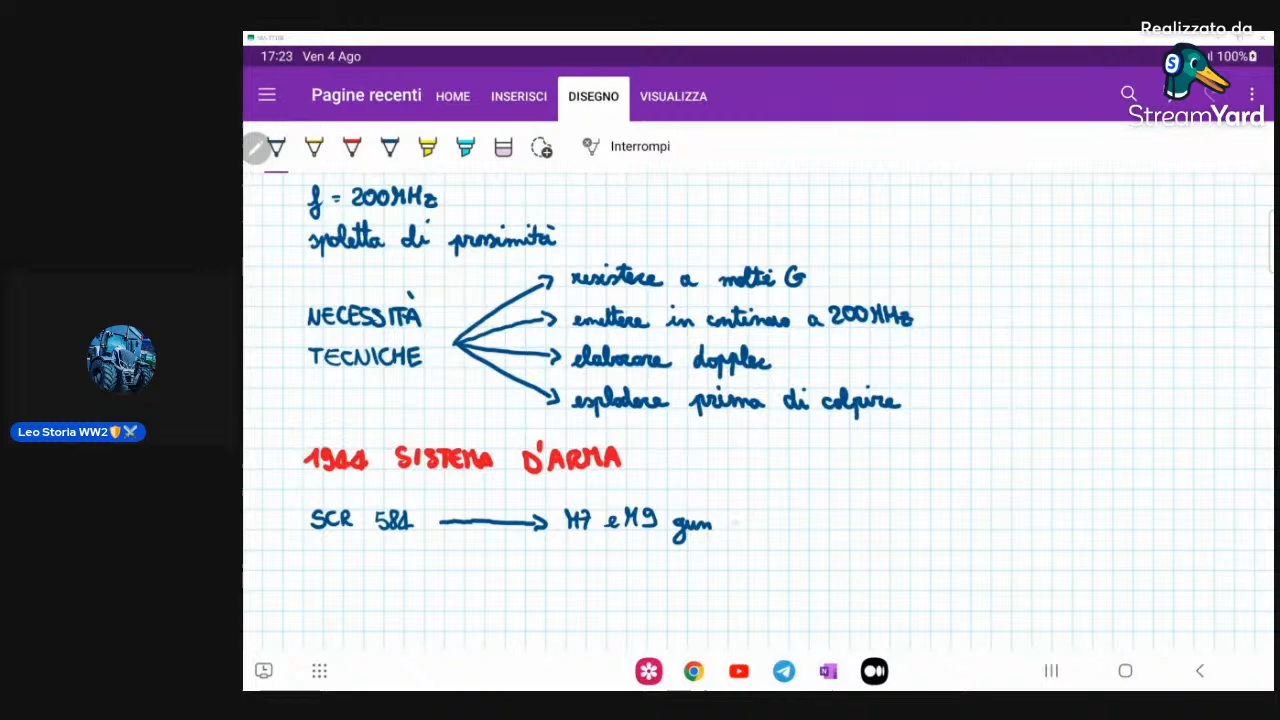 Realizzato da
StreamYard
17:23 Ven 4 Ago
100%
Pagine recenti HOME INSERISCI DISEGNO VISUALIZZA
Interrompi
f = 200MHz
spoletta di prossimità
NECESSITÀ
TECNICHE
resistere a molti G
emettere in continuo a 200MHz
elaborare doppler
esplodere prima di colpire
1944 SISTEMA D'ARMA
SCR 584 → M7 e M9 gun
Leo Storia WW2